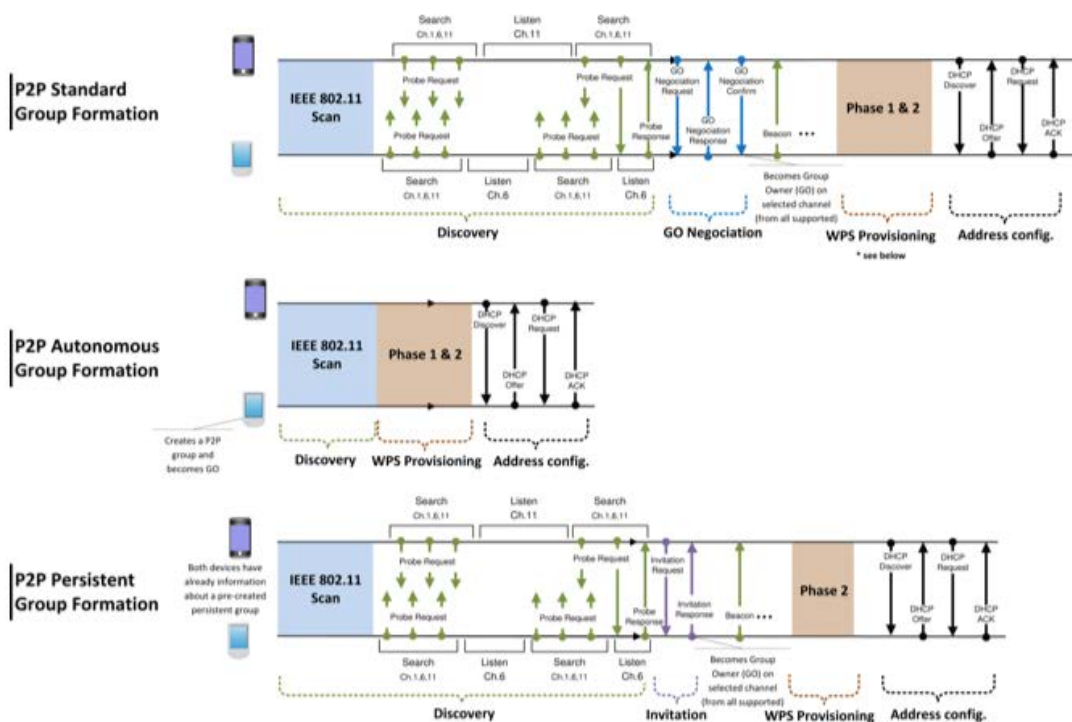 P2P Standard
Group Formation
Search
Ch.1,6,11
Listen
Ch.11
Search
Ch.1,6,11
IEEE 802.11
Scan
Probe Request
Probe Request
Probe Request
Probe Request
Probe
Response
GO
Negociation
Request
GO
Negociation
Response
GO
Negociation
Confirm
Beacon
Phase 1 & 2
DHCP
Discover
DHCP
Offer
DHCP
Request
DHCP
ACK
Search
Ch.1,6,11
Listen
Ch.6
Search
Ch.1,6,11
Listen
Ch.6
Becomes Group
Owner (GO) on
selected channel
(from all supported)
Discovery
GO Negociation
WPS Provisioning
* see below
Address config.
P2P Autonomous
Group Formation
IEEE 802.11
Scan
Phase 1 & 2
DHCP
Discover
DHCP
Offer
DHCP
Request
DHCP
ACK
Creates a P2P
group and
becomes GO
Discovery
WPS Provisioning
Address config.
P2P Persistent
Group Formation
Both devices have
already information
about a pre-created
persistent group
Search
Ch.1,6,11
Listen
Ch.11
Search
Ch.1,6,11
IEEE 802.11
Scan
Probe Request
Probe Request
Probe Request
Probe Request
Probe
Response
Invitation
Request
Invitation
Response
Beacon
Phase 2
DHCP
Discover
DHCP
Offer
DHCP
Request
DHCP
ACK
Search
Ch.1,6,11
Listen
Ch.6
Search
Ch.1,6,11
Listen
Ch.6
Becomes Group
Owner (GO) on
selected channel
(from all supported)
Discovery
Invitation
WPS Provisioning
Address config.